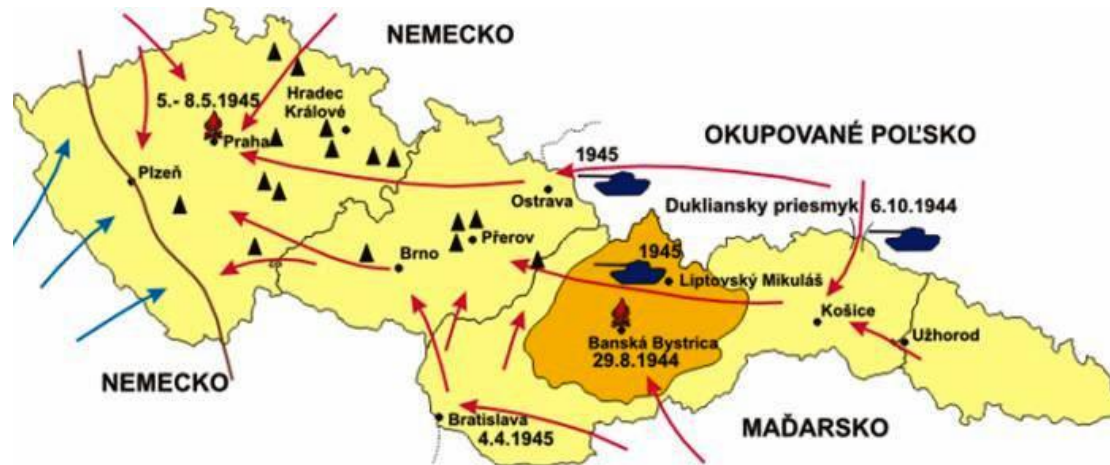 NEMECKO
5.- 8.5.1945
Hradec
Králové
Praha
Plzeň
OKUPOVANÉ POĽSKO
1945
Ostrava
Dukliansky priesmyk
6.10.1944
Přerov
Brno
1945
Liptovský Mikuláš
Košice
Užhorod
Banská Bystrica
29.8.1944
NEMECKO
Bratislava
4.4.1945
MAĎARSKO